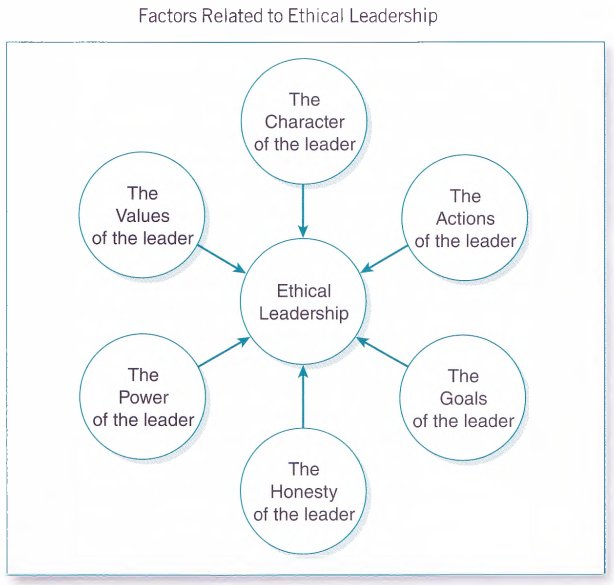 Factors Related to Ethical Leadership
The
Character
of the leader
The
Values
of the leader
The
Actions
of the leader
Ethical
Leadership
The
Power
of the leader
The
Goals
of the leader
The
Honesty
of the leader